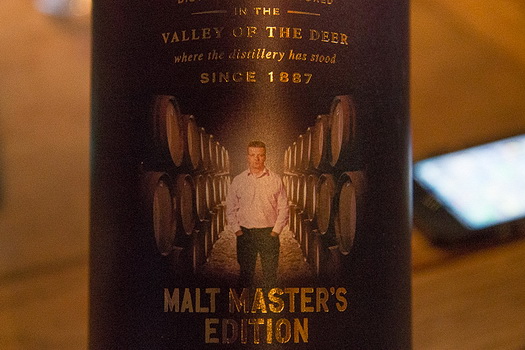 IN THE
VALLEY OF THE DEER
where the distillery has stood
SINCE 1887
MALT MASTER'S
EDITION